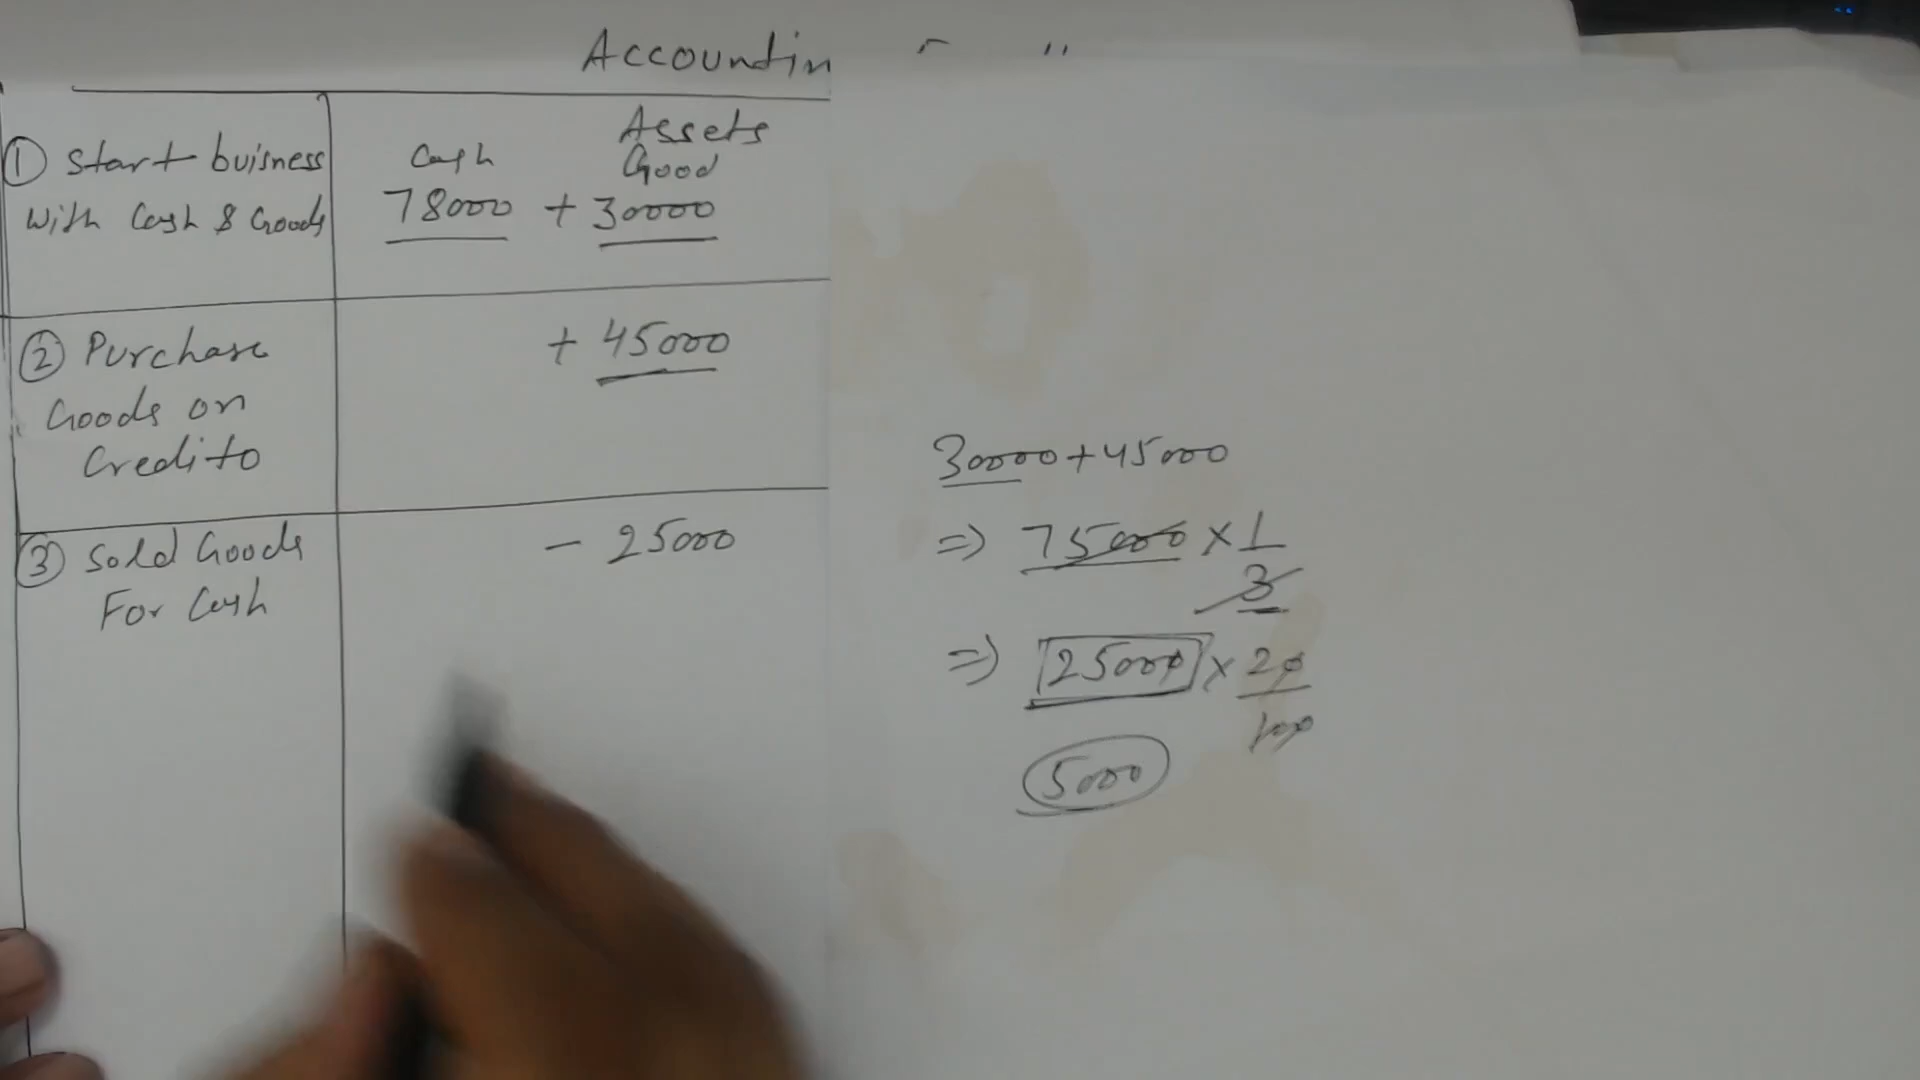 Accountin
① Start buisness
With Cash & Goods
Cash
Assets
Good
78000 + 30000
② Purchase
Goods on
Credito
+ 45000
③ Sold Goods
For Cash
- 25000
30000+45000
=> 75000 x 1
3
=> 25000 x 20
100
5000